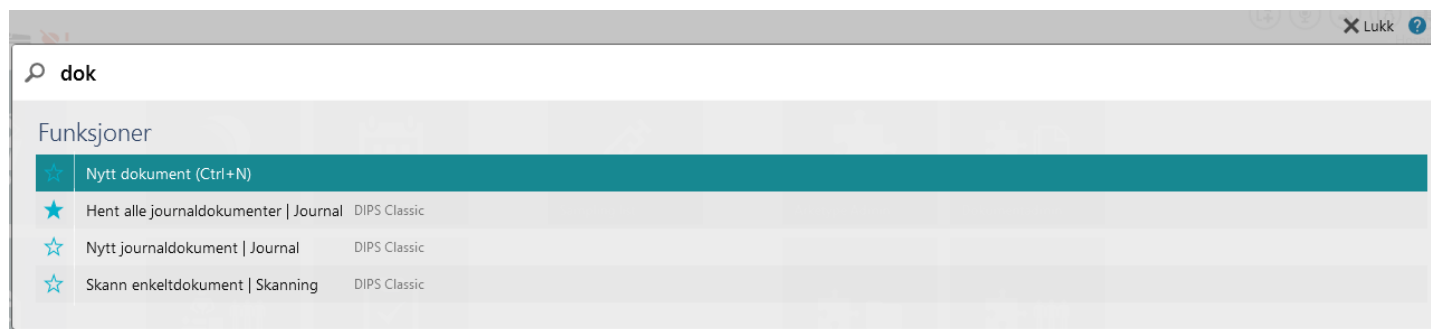 Lukk
dok
Funksjoner
Nytt dokument (Ctrl+N)
Hent alle journaldokumenter | Journal DIPS Classic
Nytt journaldokument | Journal DIPS Classic
Skann enkeltdokument | Skanning DIPS Classic